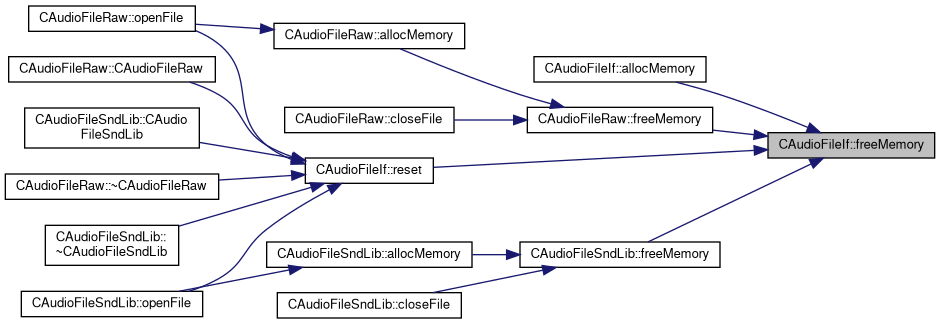 CAudioFileRaw::openFile
CAudioFileRaw::allocMemory
CAudioFileRaw::CAudioFileRaw
CAudioFileIf::allocMemory
CAudioFileSndLib::CAudio
FileSndLib
CAudioFileRaw::closeFile
CAudioFileRaw::freeMemory
CAudioFileIf::freeMemory
CAudioFileIf::reset
CAudioFileRaw::~CAudioFileRaw
CAudioFileSndLib::
~CAudioFileSndLib
CAudioFileSndLib::allocMemory
CAudioFileSndLib::freeMemory
CAudioFileSndLib::openFile
CAudioFileSndLib::closeFile